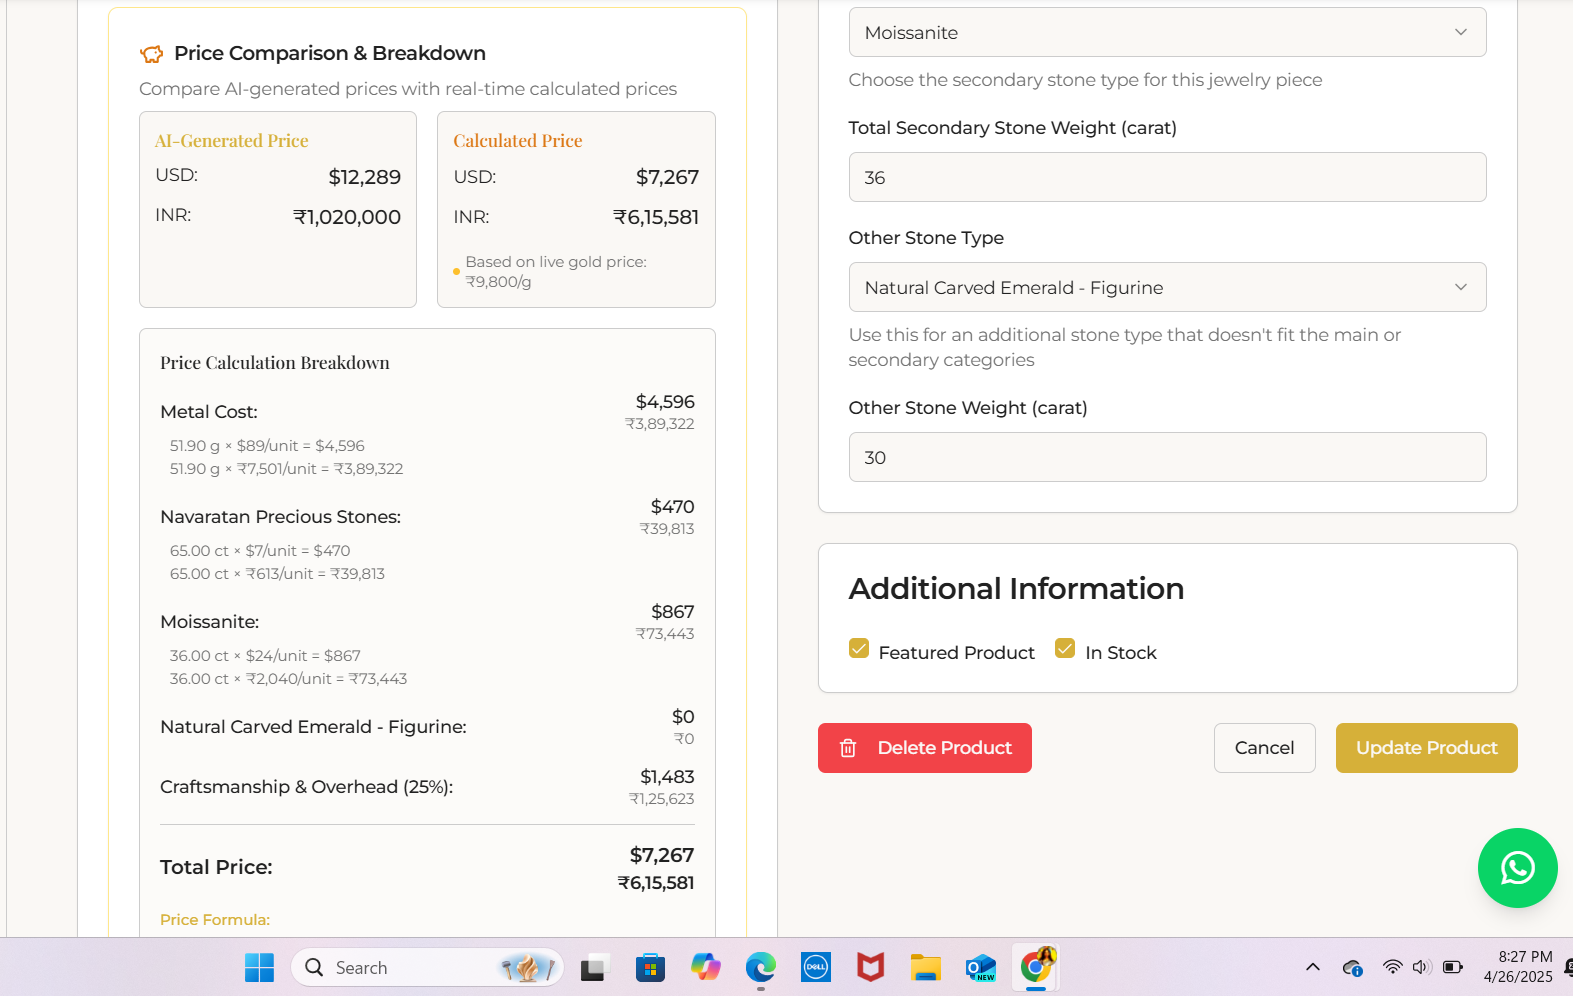 Price Comparison & Breakdown
Compare AI-generated prices with real-time calculated prices
AI-Generated Price
USD: $12,289
INR: ₹1,020,000
Calculated Price
USD: $7,267
INR: ₹6,15,581
Based on live gold price:
₹9,800/g
Price Calculation Breakdown
Metal Cost: $4,596
₹3,89,322
51.90 g × $89/unit = $4,596
51.90 g × ₹7,501/unit = ₹3,89,322
Navaratan Precious Stones: $470
₹39,813
65.00 ct × $7/unit = $470
65.00 ct × ₹613/unit = ₹39,813
Moissanite: $867
₹73,443
36.00 ct × $24/unit = $867
36.00 ct × ₹2,040/unit = ₹73,443
Natural Carved Emerald - Figurine: $0
₹0
Craftsmanship & Overhead (25%): $1,483
₹1,25,623
Total Price: $7,267
₹6,15,581
Price Formula:
Moissanite
Choose the secondary stone type for this jewelry piece
Total Secondary Stone Weight (carat)
36
Other Stone Type
Natural Carved Emerald - Figurine
Use this for an additional stone type that doesn't fit the main or
secondary categories
Other Stone Weight (carat)
30
Additional Information
Featured Product
In Stock
Delete Product
Cancel
Update Product
Search
DELL
NEW
8:27 PM
4/26/2025